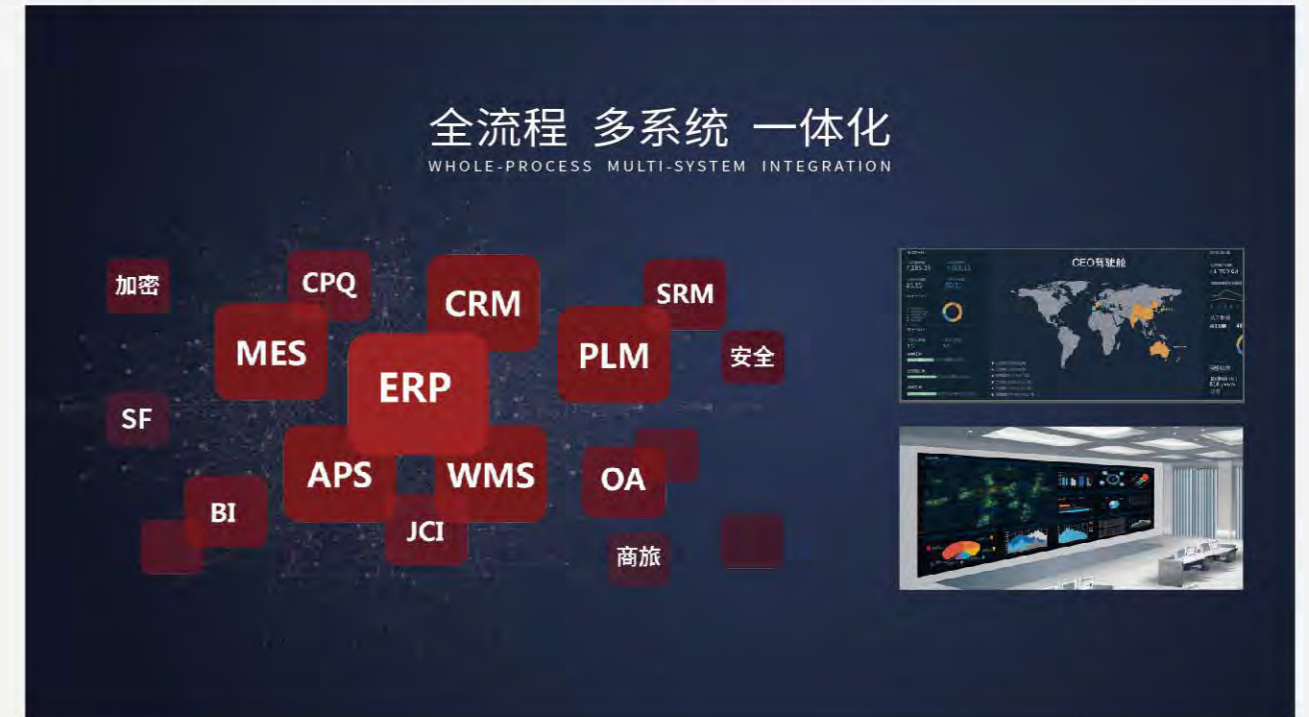 全流程 多系统 一体化
WHOLE-PROCESS MULTI-SYSTEM INTEGRATION
加密
CPQ
CRM
SRM
MES
ERP
PLM
安全
SF
APS
WMS
OA
BI
JCI
商旅
CEO驾驶舱